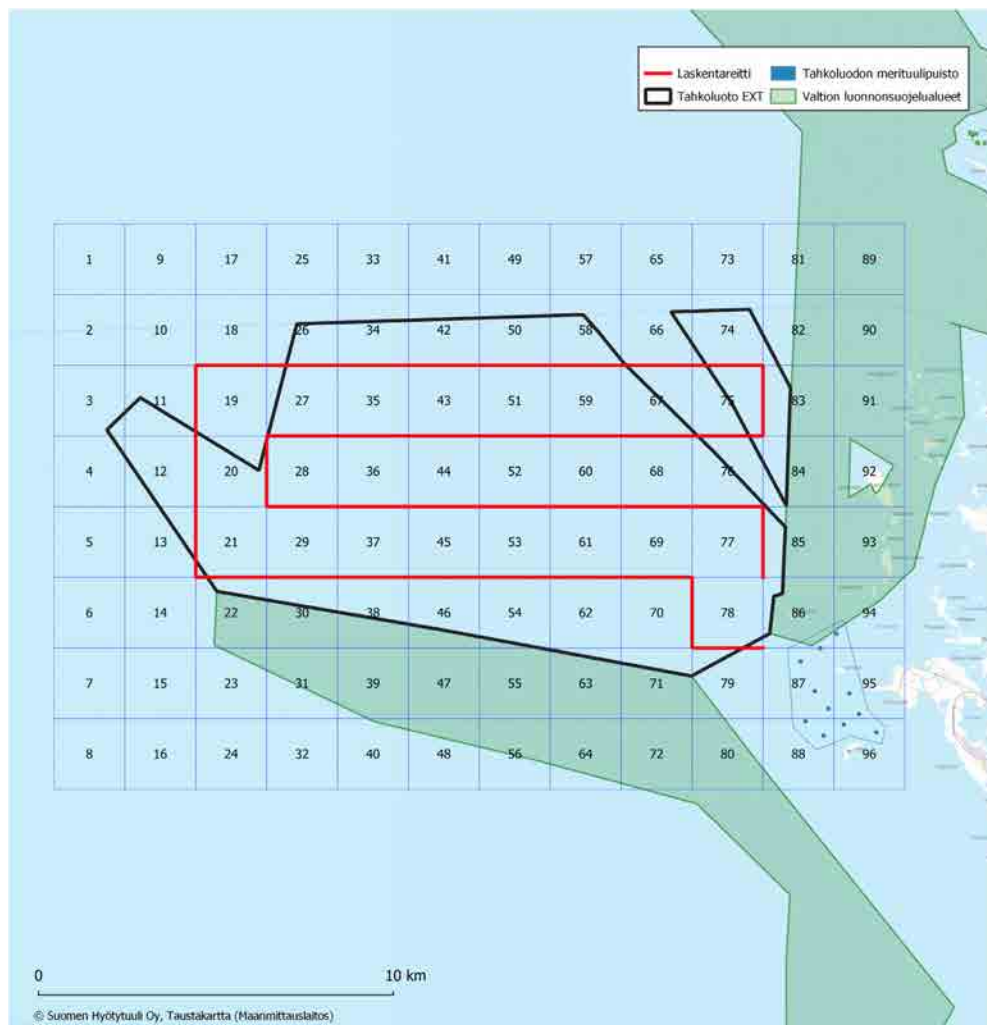 Laskentareitti Tahkoluodon merituulipuisto
Tahkoluoto EXT Valtion luonnonsuojelualueet
1 9 17 25 33 41 49 57 65 73 81 89
2 10 18 26 34 42 50 58 66 74 82 90
3 11 19 27 35 43 51 59 67 75 83 91
4 12 20 28 36 44 52 60 68 76 84 92
5 13 21 29 37 45 53 61 69 77 85 93
6 14 22 30 38 46 54 62 70 78 86 94
7 15 23 31 39 47 55 63 71 79 87 95
8 16 24 32 40 48 56 64 72 80 88 96
0 10 km
© Suomen Hyötytuuli Oy, Taustakartta (Maanmittauslaitos)